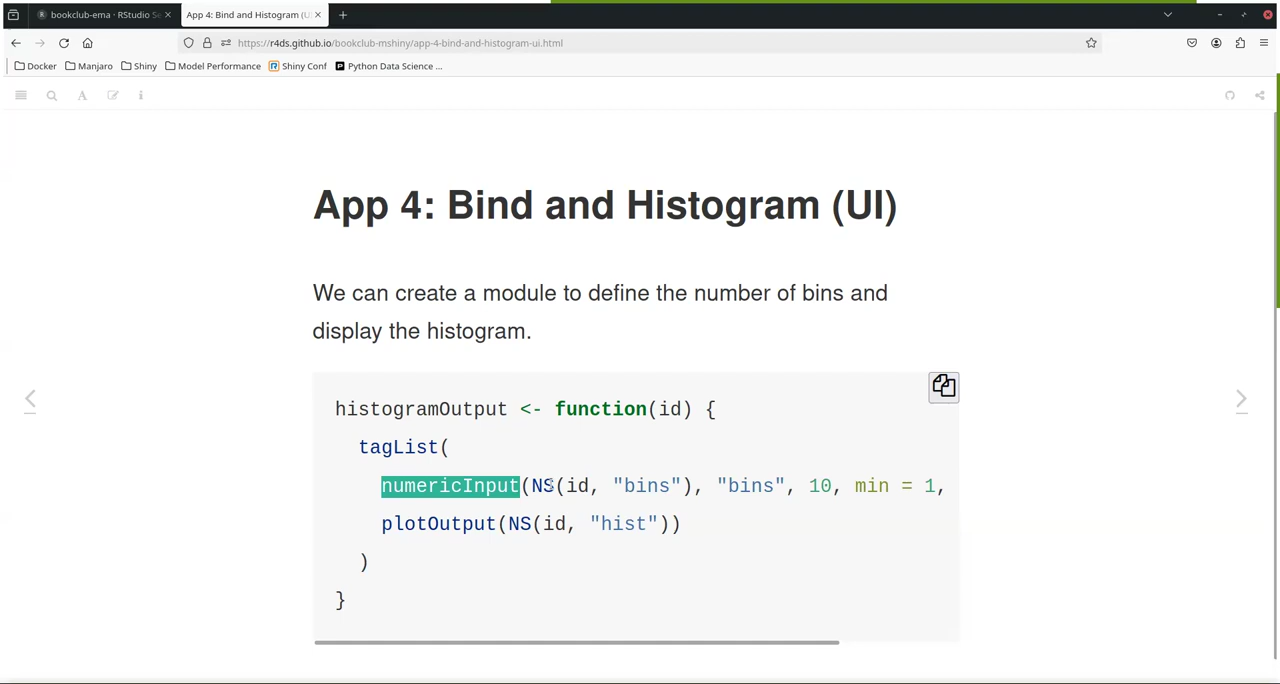 bookclub-ema · RStudio Se
App 4: Bind and Histogram (U
https://r4ds.github.io/bookclub-mshiny/app-4-bind-and-histogram-ui.html
Docker Manjaro Shiny Model Performance Shiny Conf Python Data Science ...
App 4: Bind and Histogram (UI)
We can create a module to define the number of bins and
display the histogram.
histogramOutput <- function(id) {
tagList(
numericInput(NS(id, "bins"), "bins", 10, min = 1,
plotOutput(NS(id, "hist"))
)
}